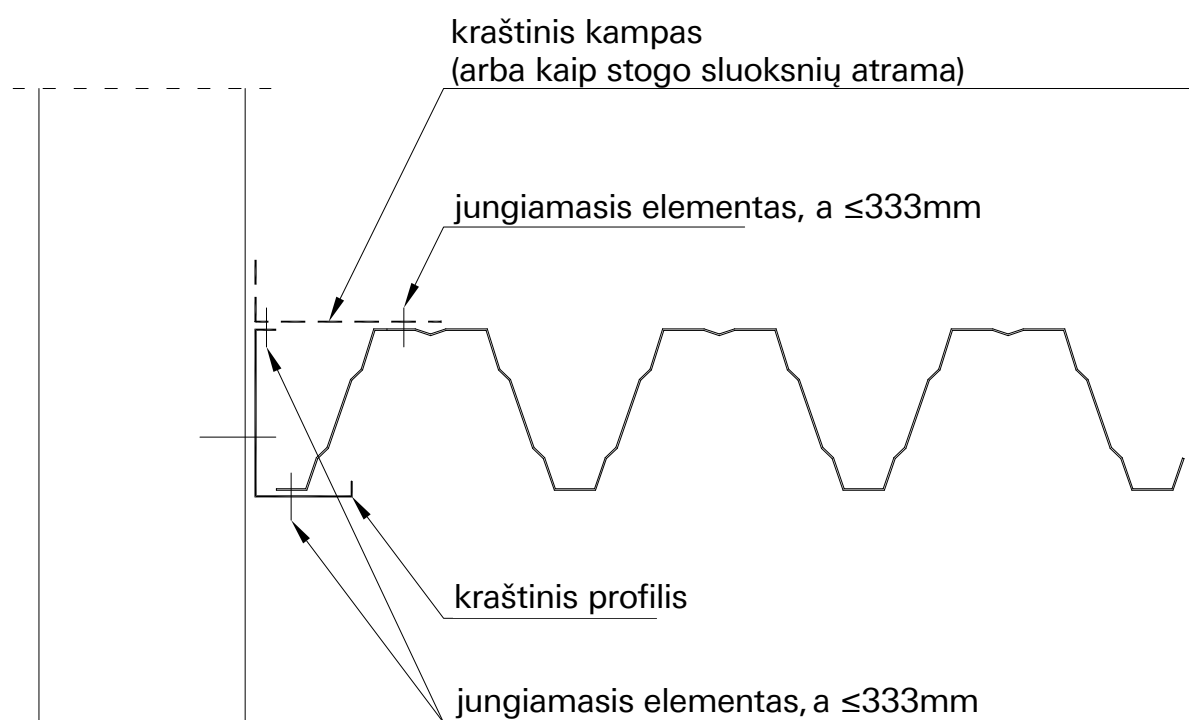 kraštinis kampas
(arba kaip stogo sluoksnių atrama)
jungiamasis elementas, a ≤333mm
kraštinis profilis
jungiamasis elementas, a ≤333mm